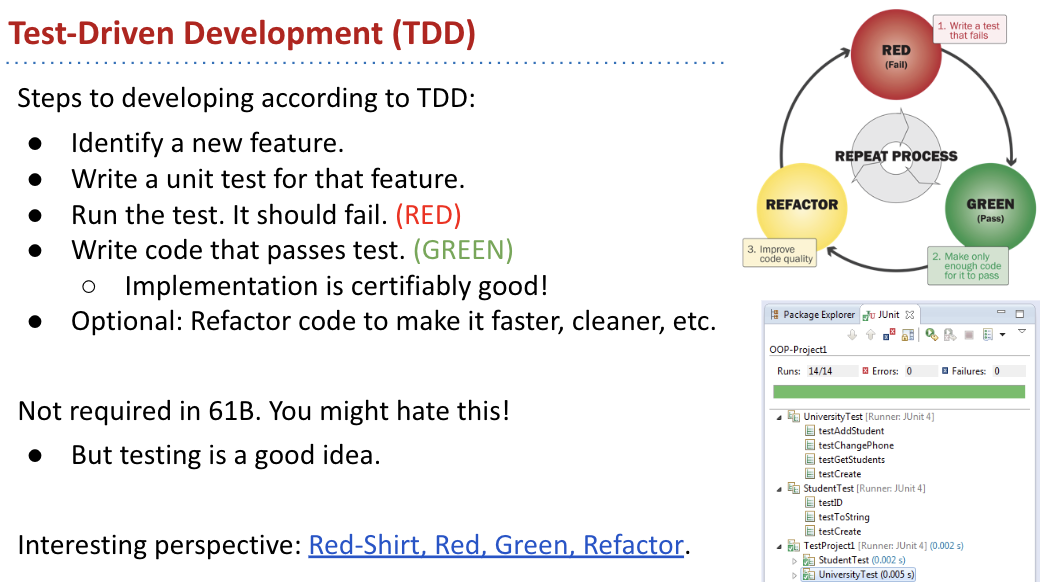 Test-Driven Development (TDD)
Steps to developing according to TDD:
● Identify a new feature.
● Write a unit test for that feature.
● Run the test. It should fail. (RED)
● Write code that passes test. (GREEN)
○ Implementation is certifiably good!
● Optional: Refactor code to make it faster, cleaner, etc.
Not required in 61B. You might hate this!
● But testing is a good idea.
Interesting perspective: Red-Shirt, Red, Green, Refactor.
RED
(Fail)
1. Write a test
that fails
REPEAT PROCESS
REFACTOR
GREEN
(Pass)
3. Improve
code quality
2. Make only
enough code
for it to pass
Package Explorer JUnit
OOP-Project1
Runs: 14/14 Errors: 0 Failures: 0
UniversityTest [Runner: JUnit 4]
testAddStudent
testChangePhone
testGetStudents
testCreate
StudentTest [Runner: JUnit 4]
testID
testToString
testCreate
TestProject1 [Runner: JUnit 4] (0.002 s)
StudentTest (0.002 s)
UniversityTest (0.005 s)